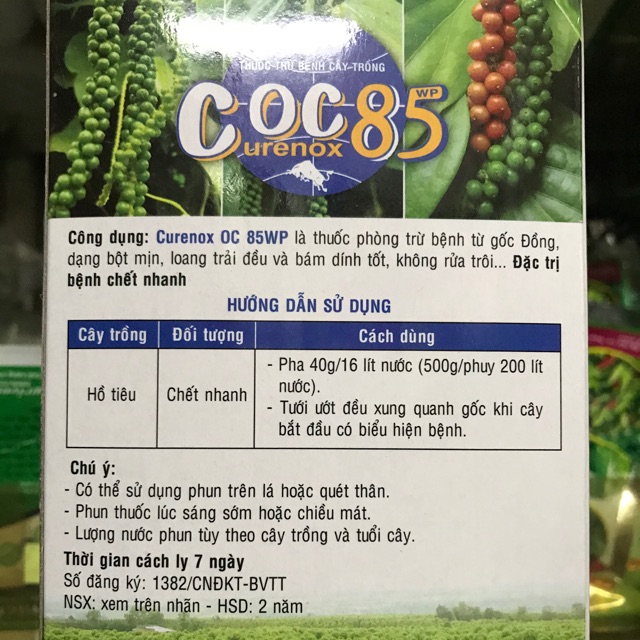 THUỐC TRỪ BỆNH CÂY TRỒNG
COC 85 WP
Curenox
Công dụng: Curenox OC 85WP là thuốc phòng trừ bệnh từ gốc Đồng,
dạng bột mịn, loang trải đều và bám dính tốt, không rửa trôi... Đặc trị
bệnh chết nhanh
HƯỚNG DẪN SỬ DỤNG
Cây trồng Đối tượng Cách dùng
- Pha 40g/16 lít nước (500g/phuy 200 lít
nước).
Hồ tiêu Chết nhanh
- Tưới ướt đều xung quanh gốc khi cây
bắt đầu có biểu hiện bệnh.
Chú ý:
- Có thể sử dụng phun trên lá hoặc quét thân.
- Phun thuốc lúc sáng sớm hoặc chiều mát.
- Lượng nước phun tùy theo cây trồng và tuổi cây.
Thời gian cách ly 7 ngày
Số đăng ký: 1382/CNĐKT-BVTT
NSX: xem trên nhãn - HSD: 2 năm